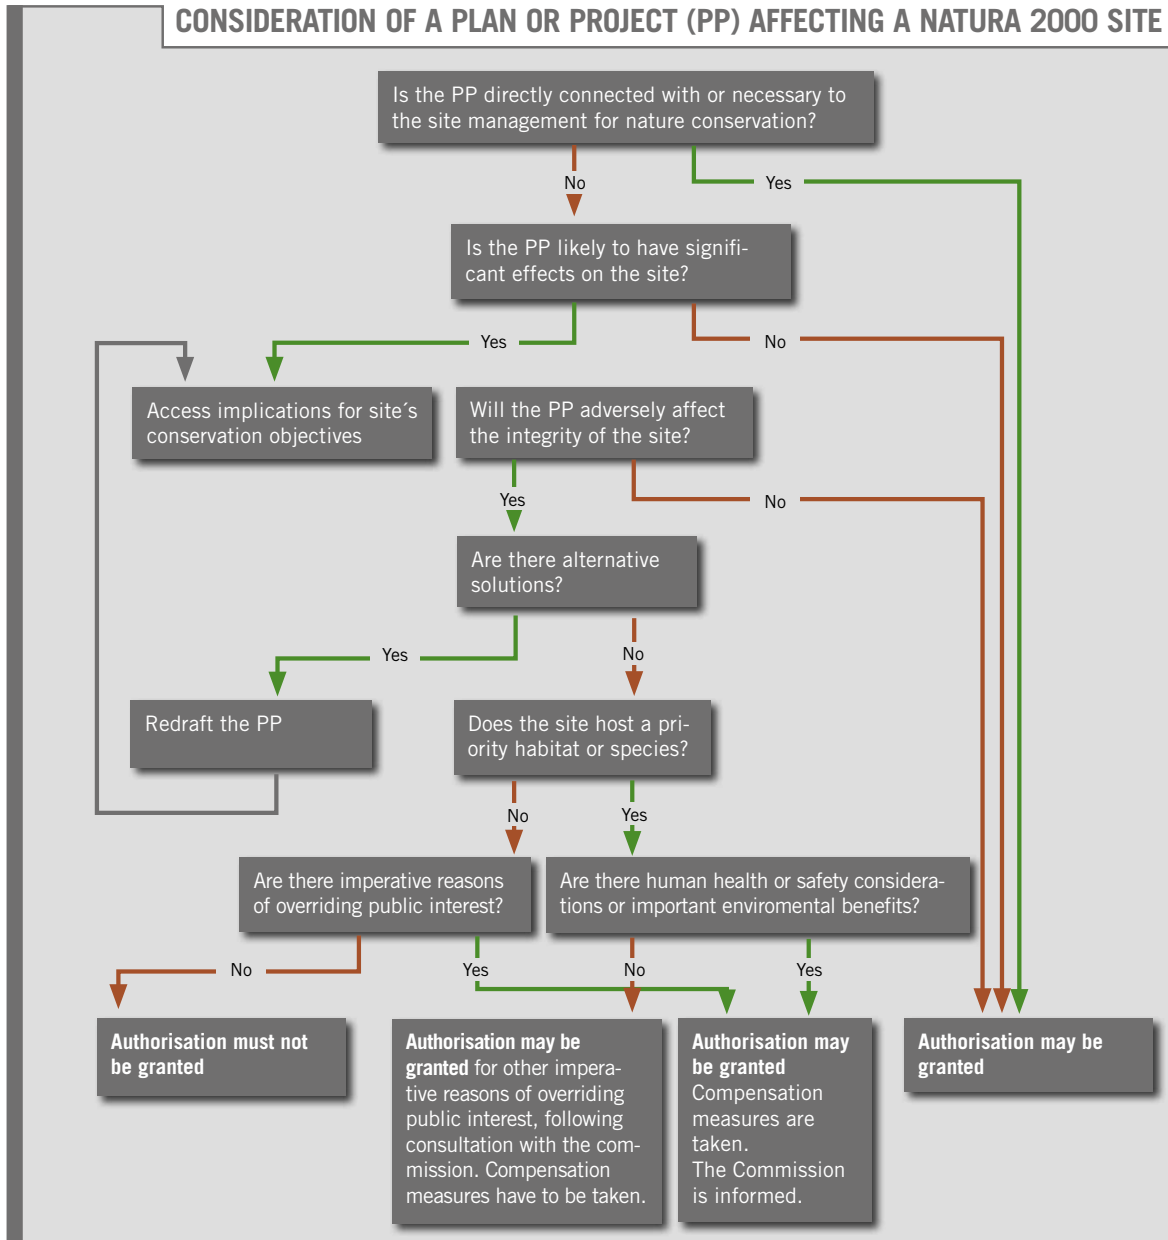 CONSIDERATION OF A PLAN OR PROJECT (PP) AFFECTING A NATURA 2000 SITE
Is the PP directly connected with or necessary to
the site management for nature conservation?
No
Yes
Is the PP likely to have signifi-
cant effects on the site?
Yes
No
Access implications for site´s
conservation objectives
Will the PP adversely affect
the integrity of the site?
Yes
No
Are there alternative
solutions?
Yes
No
Redraft the PP
Does the site host a pri-
ority habitat or species?
No
Yes
Are there imperative reasons
of overriding public interest?
Are there human health or safety considera-
tions or important enviromental benefits?
No
Yes
No
Yes
Authorisation must not
be granted
Authorisation may be
granted for other impera-
tive reasons of overriding
public interest, following
consultation with the com-
mission. Compensation
measures have to be taken.
Authorisation may
be granted
Compensation
measures are
taken.
The Commission
is informed.
Authorisation may be
granted